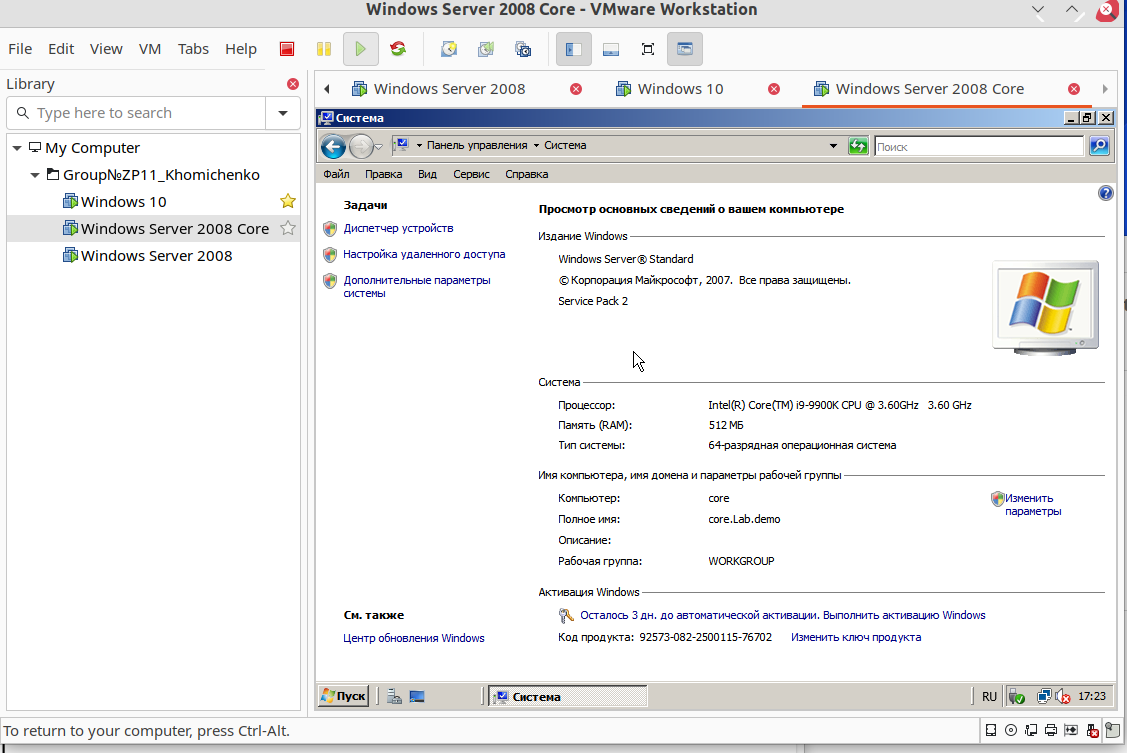 Windows Server 2008 Core - VMware Workstation
File Edit View VM Tabs Help
Library
Type here to search
My Computer
Group№ZP11_Khomichenko
Windows 10
Windows Server 2008 Core
Windows Server 2008
Windows Server 2008 Windows 10 Windows Server 2008 Core
Система
Панель управления Система
Поиск
Файл Правка Вид Сервис Справка
Задачи
Диспетчер устройств
Настройка удаленного доступа
Дополнительные параметры
системы
Просмотр основных сведений о вашем компьютере
Издание Windows
Windows Server® Standard
© Корпорация Майкрософт, 2007. Все права защищены.
Service Pack 2
Система
Процессор: Intel(R) Core(TM) i9-9900K CPU @ 3.60GHz 3.60 GHz
Память (RAM): 512 МБ
Тип системы: 64-разрядная операционная система
Имя компьютера, имя домена и параметры рабочей группы
Компьютер: core
Изменить
параметры
Полное имя: core.Lab.demo
Описание:
Рабочая группа: WORKGROUP
Активация Windows
Осталось 3 дн. до автоматической активации. Выполнить активацию Windows
Код продукта: 92573-082-2500115-76702 Изменить ключ продукта
См. также
Центр обновления Windows
Пуск Система RU 17:23
To return to your computer, press Ctrl-Alt.